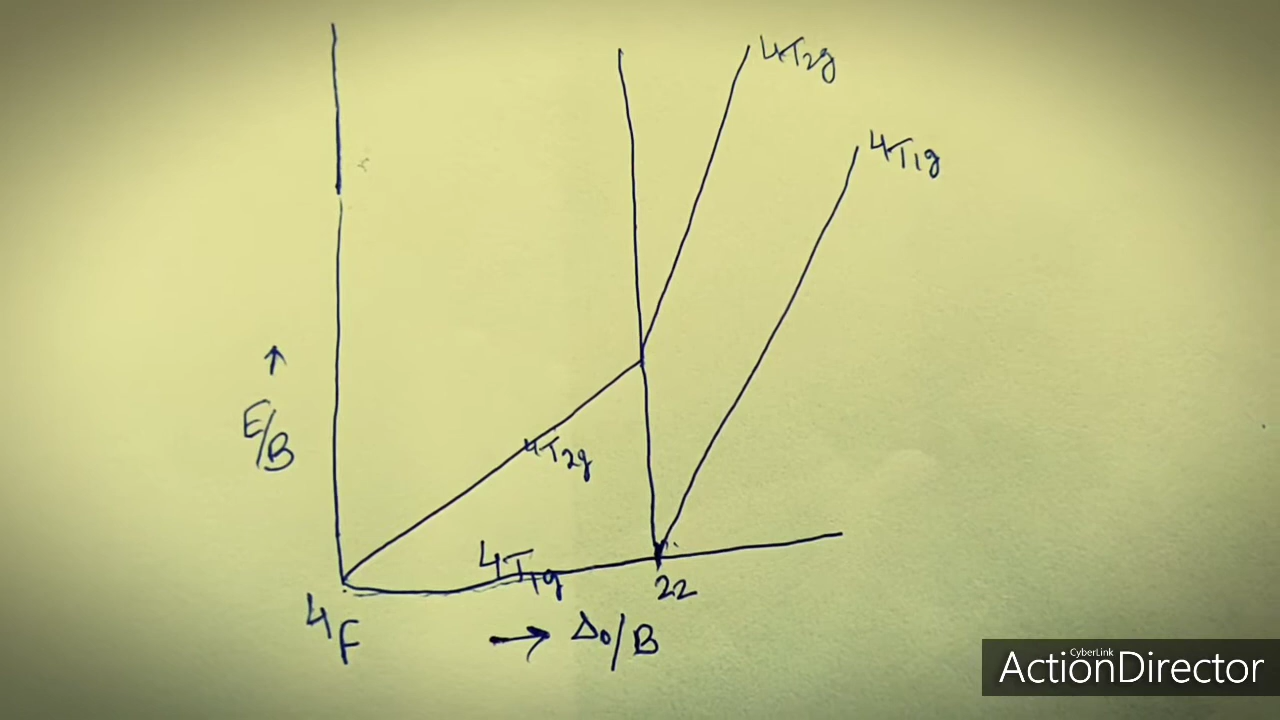 4T2g
4T1g
↑
E/B
4T2g
4T1g
22
4F
→ Δo/B
CyberLink
ActionDirector